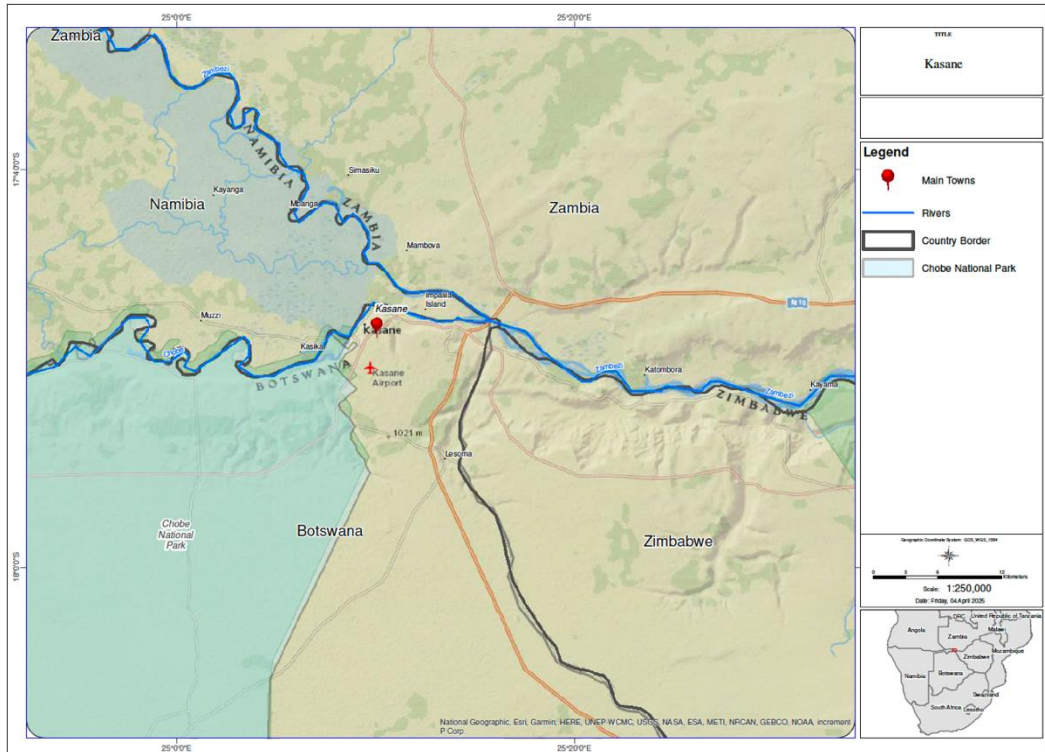 25°0'0"E
25°20'0"E
17°40'0"S
18°0'0"S
Zambia
Zambezi
NAMIBIA
ZAMBIA
Simasiku
Kayanga
Namibia
Mbanga
Zambia
Mambova
Impalila
Island
Kasane
Kasane
Muzzi
Kasika
Chobe
BOTSWANA
Kasane
Airport
Zambezi
Katombora
Zambezi
Kayama
ZIMBABWE
1021 m
Lesoma
Chobe
National
Park
Botswana
Zimbabwe
National Geographic, Esri, Garmin, HERE, UNEP-WCMC, USGS, NASA, ESA, METI, NRCAN, GEBCO, NOAA, increment
P Corp.
25°0'0"E
25°20'0"E
TITLE
Kasane
Legend
Main Towns
Rivers
Country Border
Chobe National Park
Geographic Coordinate System: GCS_WGS_1984
0 3 6 12
Kilometers
Scale: 1:250,000
Date: Friday, 04 April 2025
DRC
United Republic of Tanzania
Angola
Zambia
Malawi
Mozambique
Zimbabwe
Namibia
Botswana
Swaziland
South Africa
Lesotho